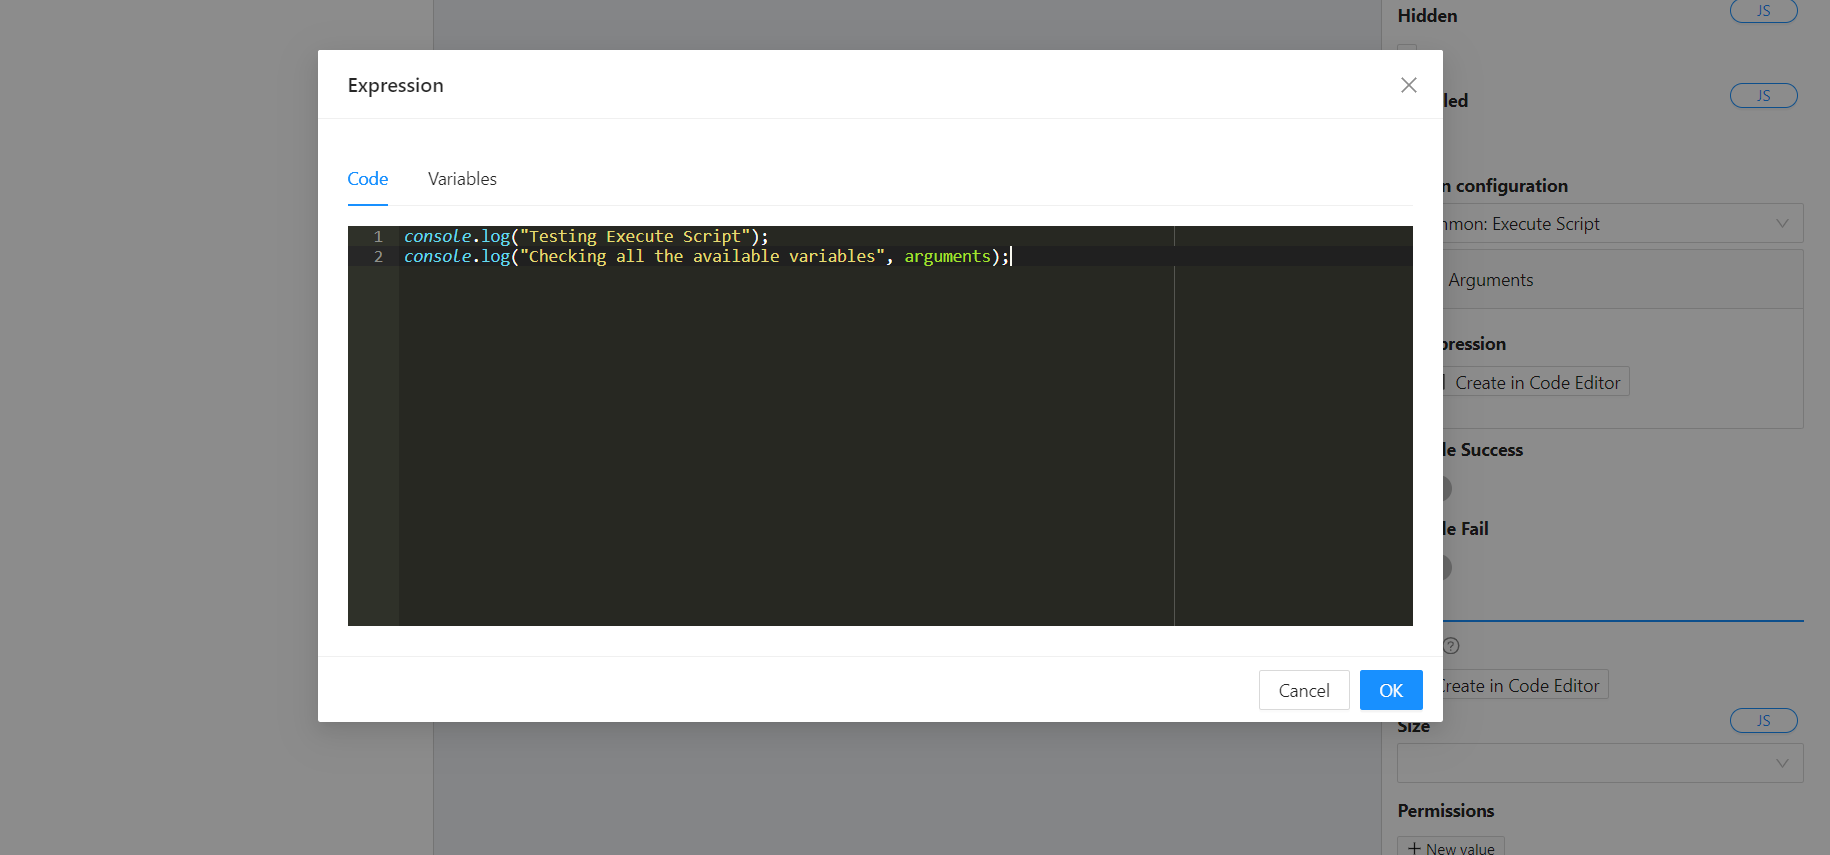 Hidden
JS
Expression
led
JS
Code
Variables
n configuration
mon: Execute Script
1 console.log("Testing Execute Script");
2 console.log("Checking all the available variables", arguments);
Arguments
pression
Create in Code Editor
le Success
le Fail
?
Create in Code Editor
Cancel
OK
Size
JS
Permissions
+ New value